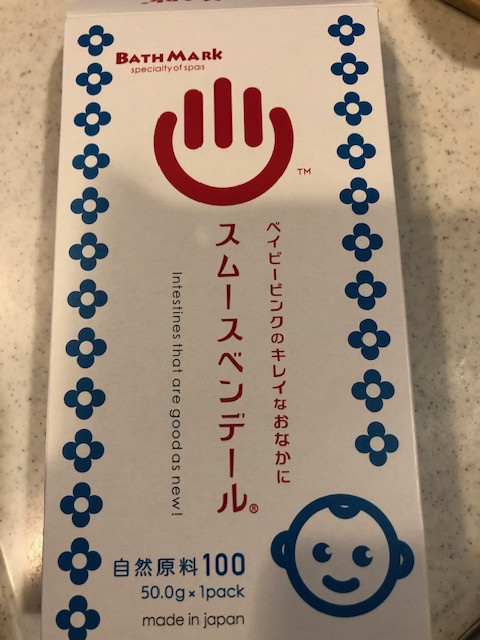 BATH MARK
specialty of spas
TM
ベイビーピンクのキレイなおなかに
スムースベンデール®
Intestines that are good as new!
自然原料100
50.0g×1pack
made in japan